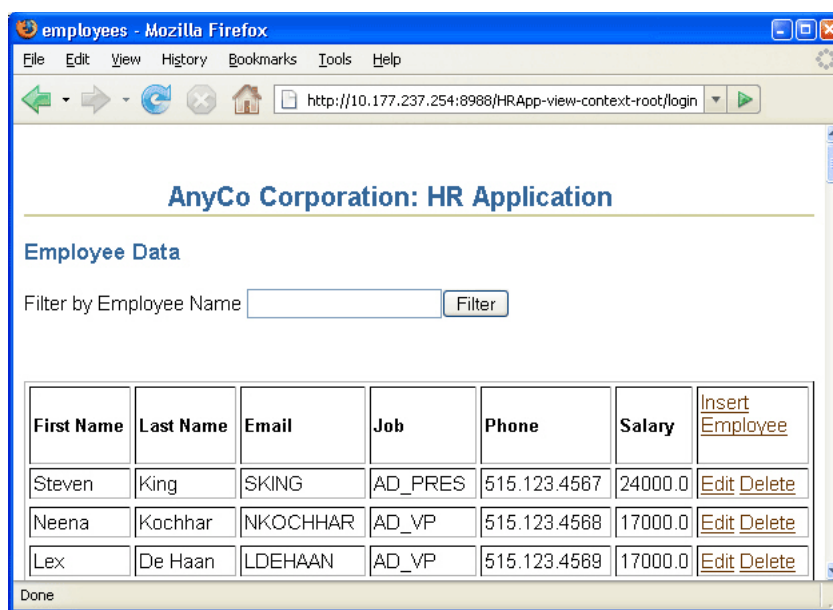 employees - Mozilla Firefox
File Edit View History Bookmarks Tools Help
http://10.177.237.254:8988/HRApp-view-context-root/login
AnyCo Corporation: HR Application
Employee Data
Filter by Employee Name Filter
First Name Last Name Email Job Phone Salary Insert Employee
Steven King SKING AD_PRES 515.123.4567 24000.0 Edit Delete
Neena Kochhar NKOCHHAR AD_VP 515.123.4568 17000.0 Edit Delete
Lex De Haan LDEHAAN AD_VP 515.123.4569 17000.0 Edit Delete
Done